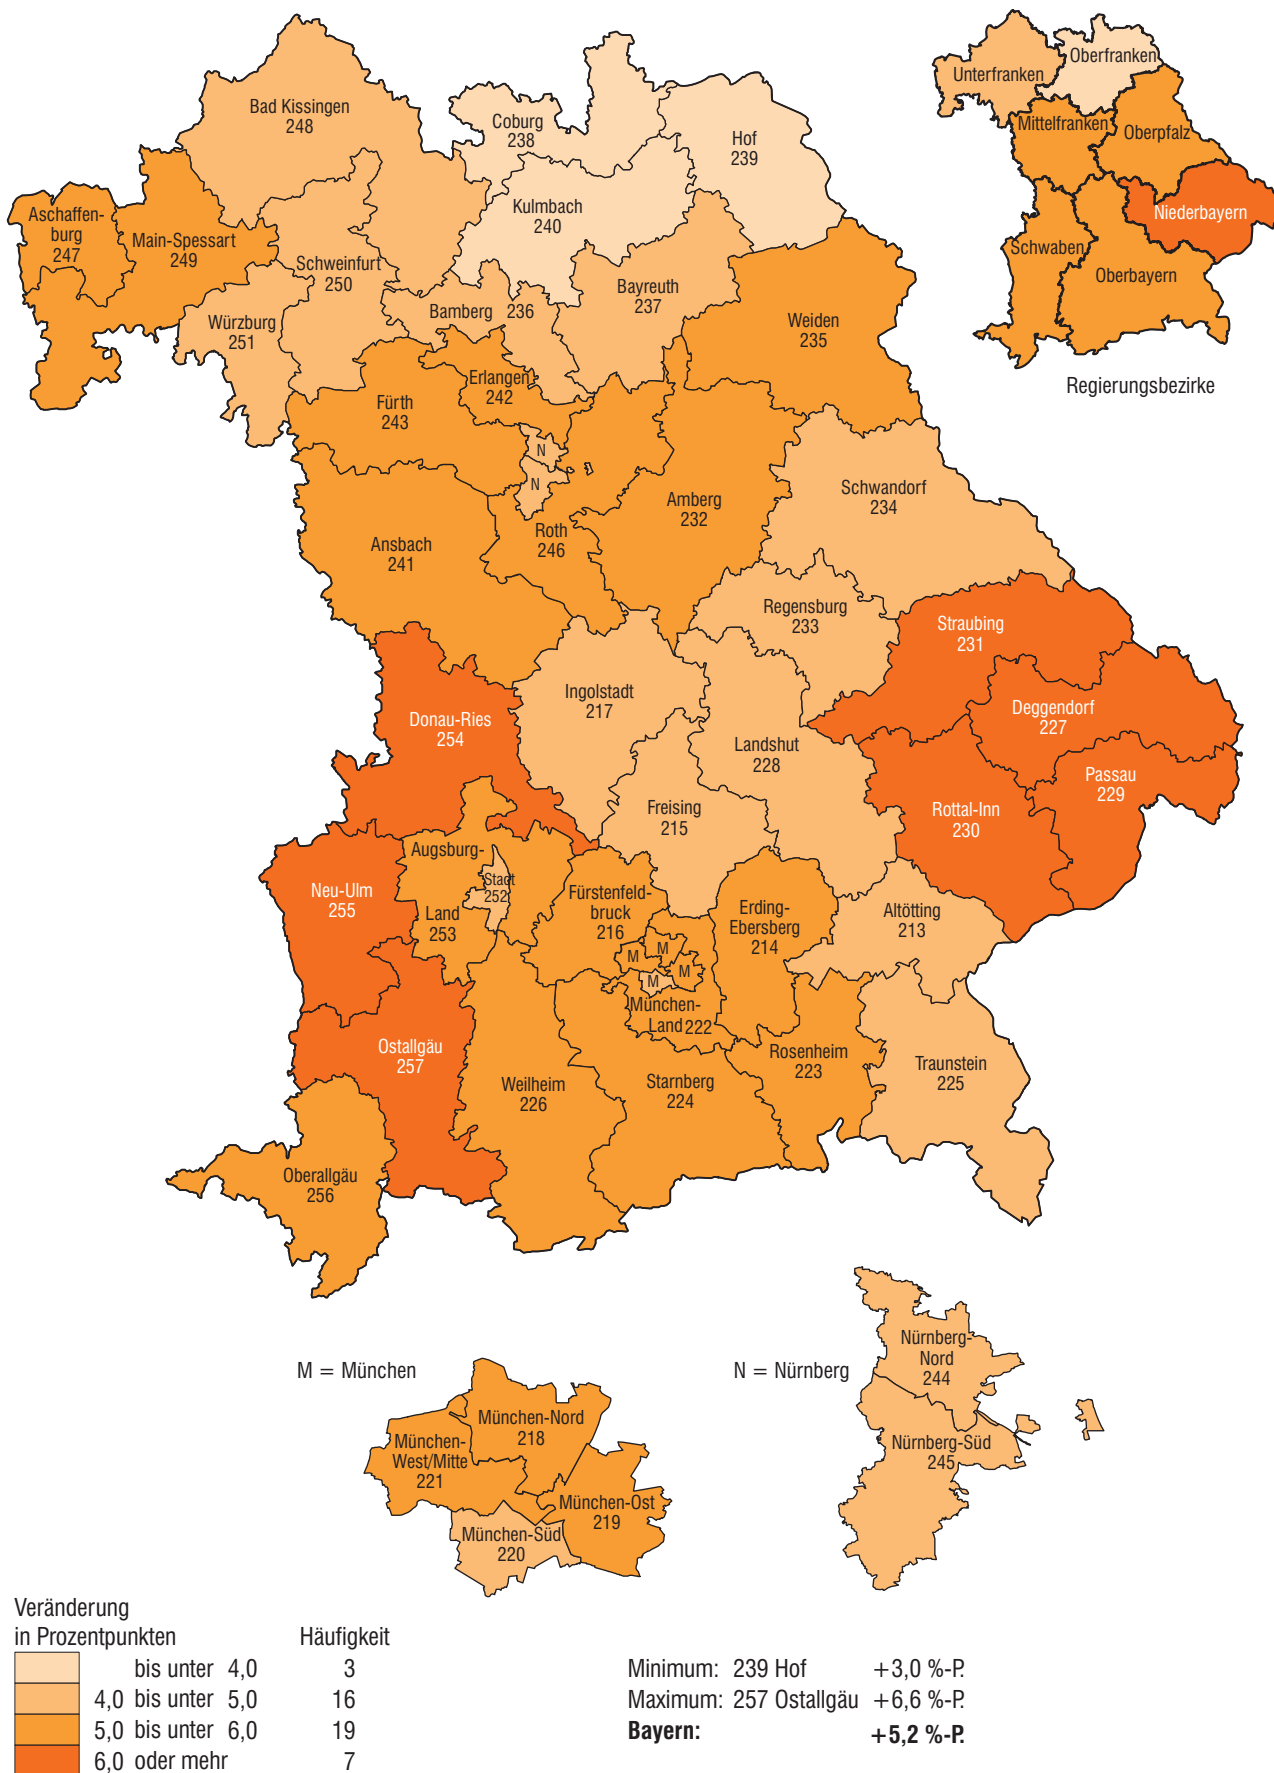 Oberfranken
Unterfranken
Mittelfranken
Oberpfalz
Niederbayern
Schwaben
Oberbayern
Regierungsbezirke
Bad Kissingen
248
Coburg
238
Hof
239
Kulmbach
240
Aschaffen-
burg
247
Main-Spessart
249
Schweinfurt
250
Bayreuth
237
Bamberg 236
Würzburg
251
Weiden
235
Erlangen
242
Fürth
243
N
N
Schwandorf
234
Amberg
232
Roth
246
Ansbach
241
Regensburg
233
Straubing
231
Ingolstadt
217
Donau-Ries
254
Deggendorf
227
Landshut
228
Passau
229
Freising
215
Rottal-Inn
230
Augsburg-
Stadt
252
Land
253
Neu-Ulm
255
Fürstenfeld-
bruck
216
Erding-
Ebersberg
214
Altötting
213
M
M
M
M
München-
Land 222
Ostallgäu
257
Rosenheim
223
Traunstein
225
Weilheim
226
Starnberg
224
Oberallgäu
256
M = München
München-Nord
218
München-
West/Mitte
221
München-Ost
219
München-Süd
220
N = Nürnberg
Nürnberg-
Nord
244
Nürnberg-Süd
245
Veränderung
in Prozentpunkten Häufigkeit
bis unter 4,0 3
4,0 bis unter 5,0 16
5,0 bis unter 6,0 19
6,0 oder mehr 7
Minimum: 239 Hof +3,0 %-P.
Maximum: 257 Ostallgäu +6,6 %-P.
Bayern: +5,2 %-P.